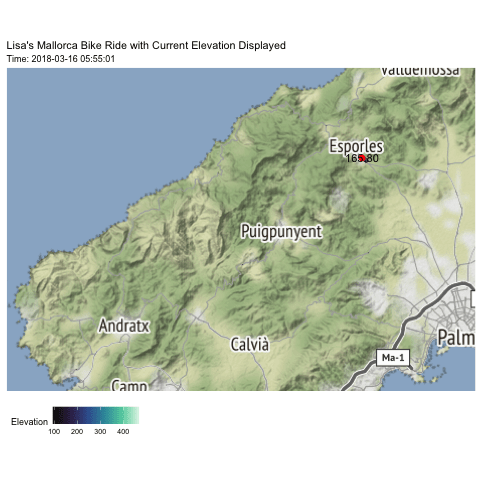 Lisa's Mallorca Bike Ride with Current Elevation Displayed
Time: 2018-03-16 05:55:01
Valldemossa
Esporles
165.80
Puigpunyent
Andratx
Calvià
Palm
Ma-1
Camp
Elevation
100 200 300 400